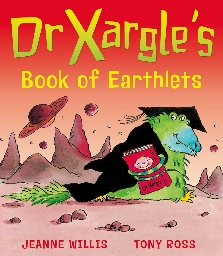 Dr Xargle's
Book of Earthlets
JEANNE WILLIS TONY ROSS